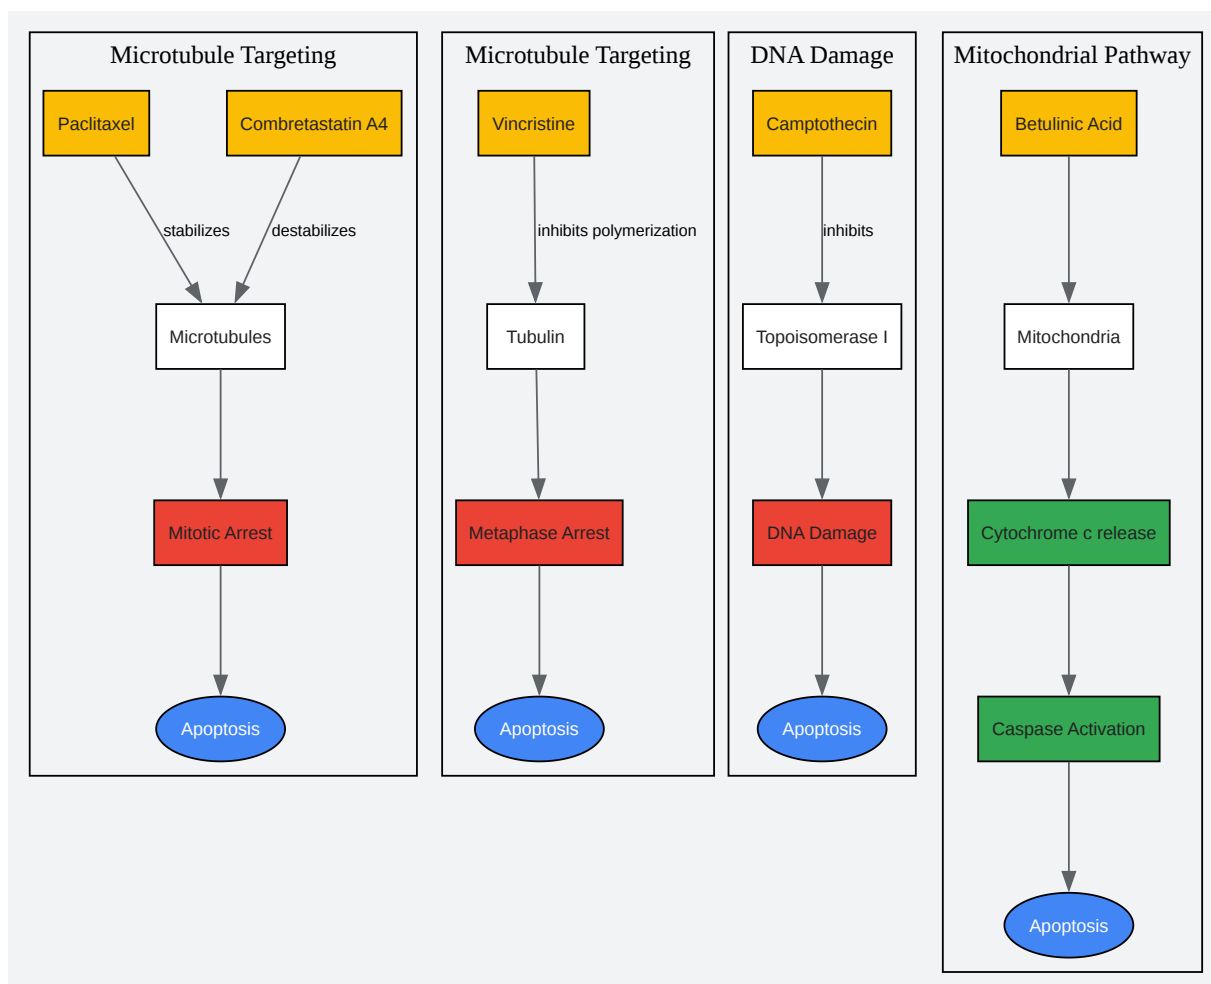 Microtubule Targeting
Paclitaxel
Combretastatin A4
stabilizes
destabilizes
Microtubules
Mitotic Arrest
Apoptosis
Microtubule Targeting
Vincristine
inhibits polymerization
Tubulin
Metaphase Arrest
Apoptosis
DNA Damage
Camptothecin
inhibits
Topoisomerase I
DNA Damage
Apoptosis
Mitochondrial Pathway
Betulinic Acid
Mitochondria
Cytochrome c release
Caspase Activation
Apoptosis